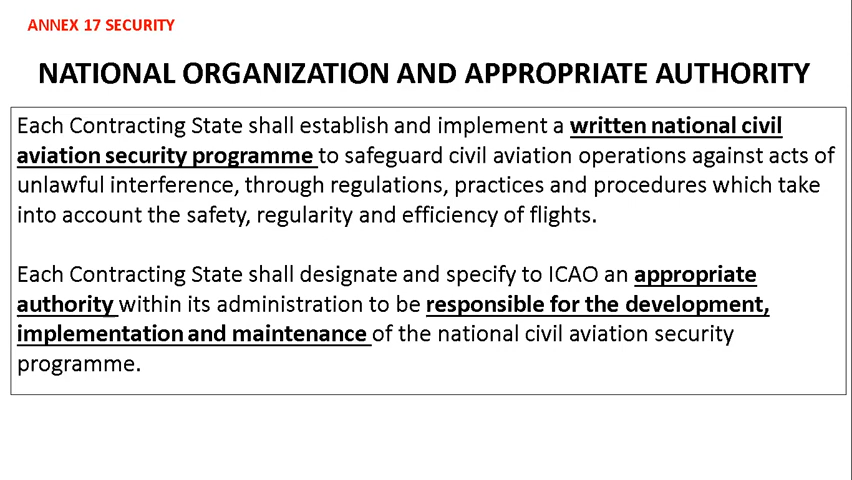 ANNEX 17 SECURITY
NATIONAL ORGANIZATION AND APPROPRIATE AUTHORITY
Each Contracting State shall establish and implement a written national civil
aviation security programme to safeguard civil aviation operations against acts of
unlawful interference, through regulations, practices and procedures which take
into account the safety, regularity and efficiency of flights.
Each Contracting State shall designate and specify to ICAO an appropriate
authority within its administration to be responsible for the development,
implementation and maintenance of the national civil aviation security
programme.